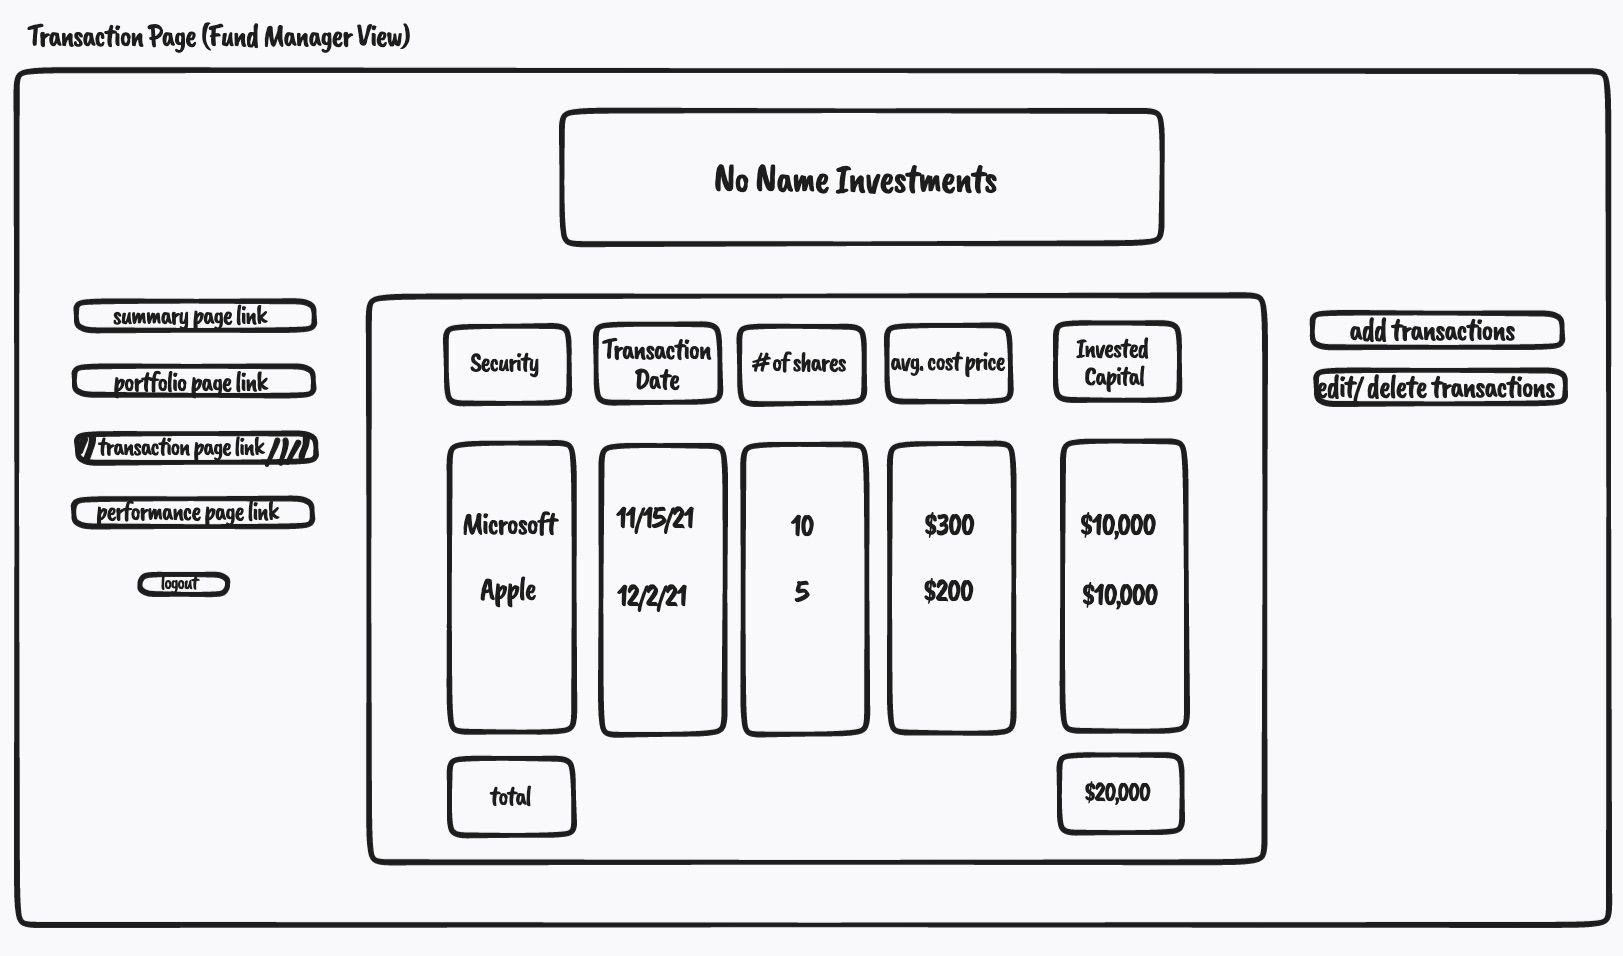 Transaction Page (Fund Manager View)
No Name Investments
summary page link
portfolio page link
transaction page link
performance page link
logout
Security
Transaction
Date
# of shares
avg. cost price
Invested
Capital
Microsoft
11/15/21
10
$300
$10,000
Apple
12/2/21
5
$200
$10,000
total
$20,000
add transactions
edit/ delete transactions